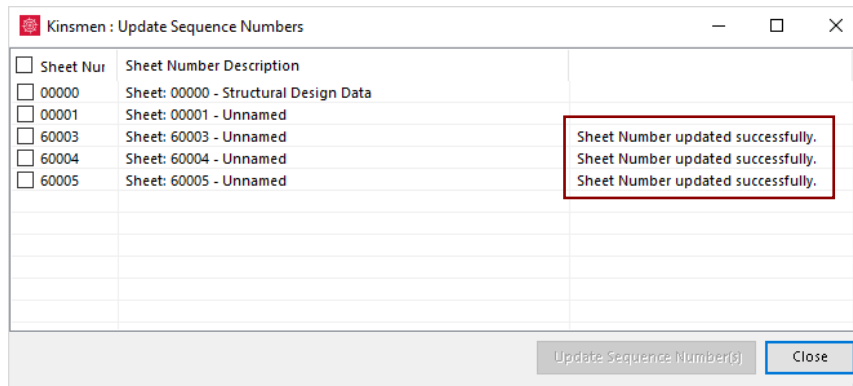 Kinsmen : Update Sequence Numbers
Sheet Nur Sheet Number Description
00000 Sheet: 00000 - Structural Design Data
00001 Sheet: 00001 - Unnamed
60003 Sheet: 60003 - Unnamed Sheet Number updated successfully.
60004 Sheet: 60004 - Unnamed Sheet Number updated successfully.
60005 Sheet: 60005 - Unnamed Sheet Number updated successfully.
Update Sequence Number(s) Close